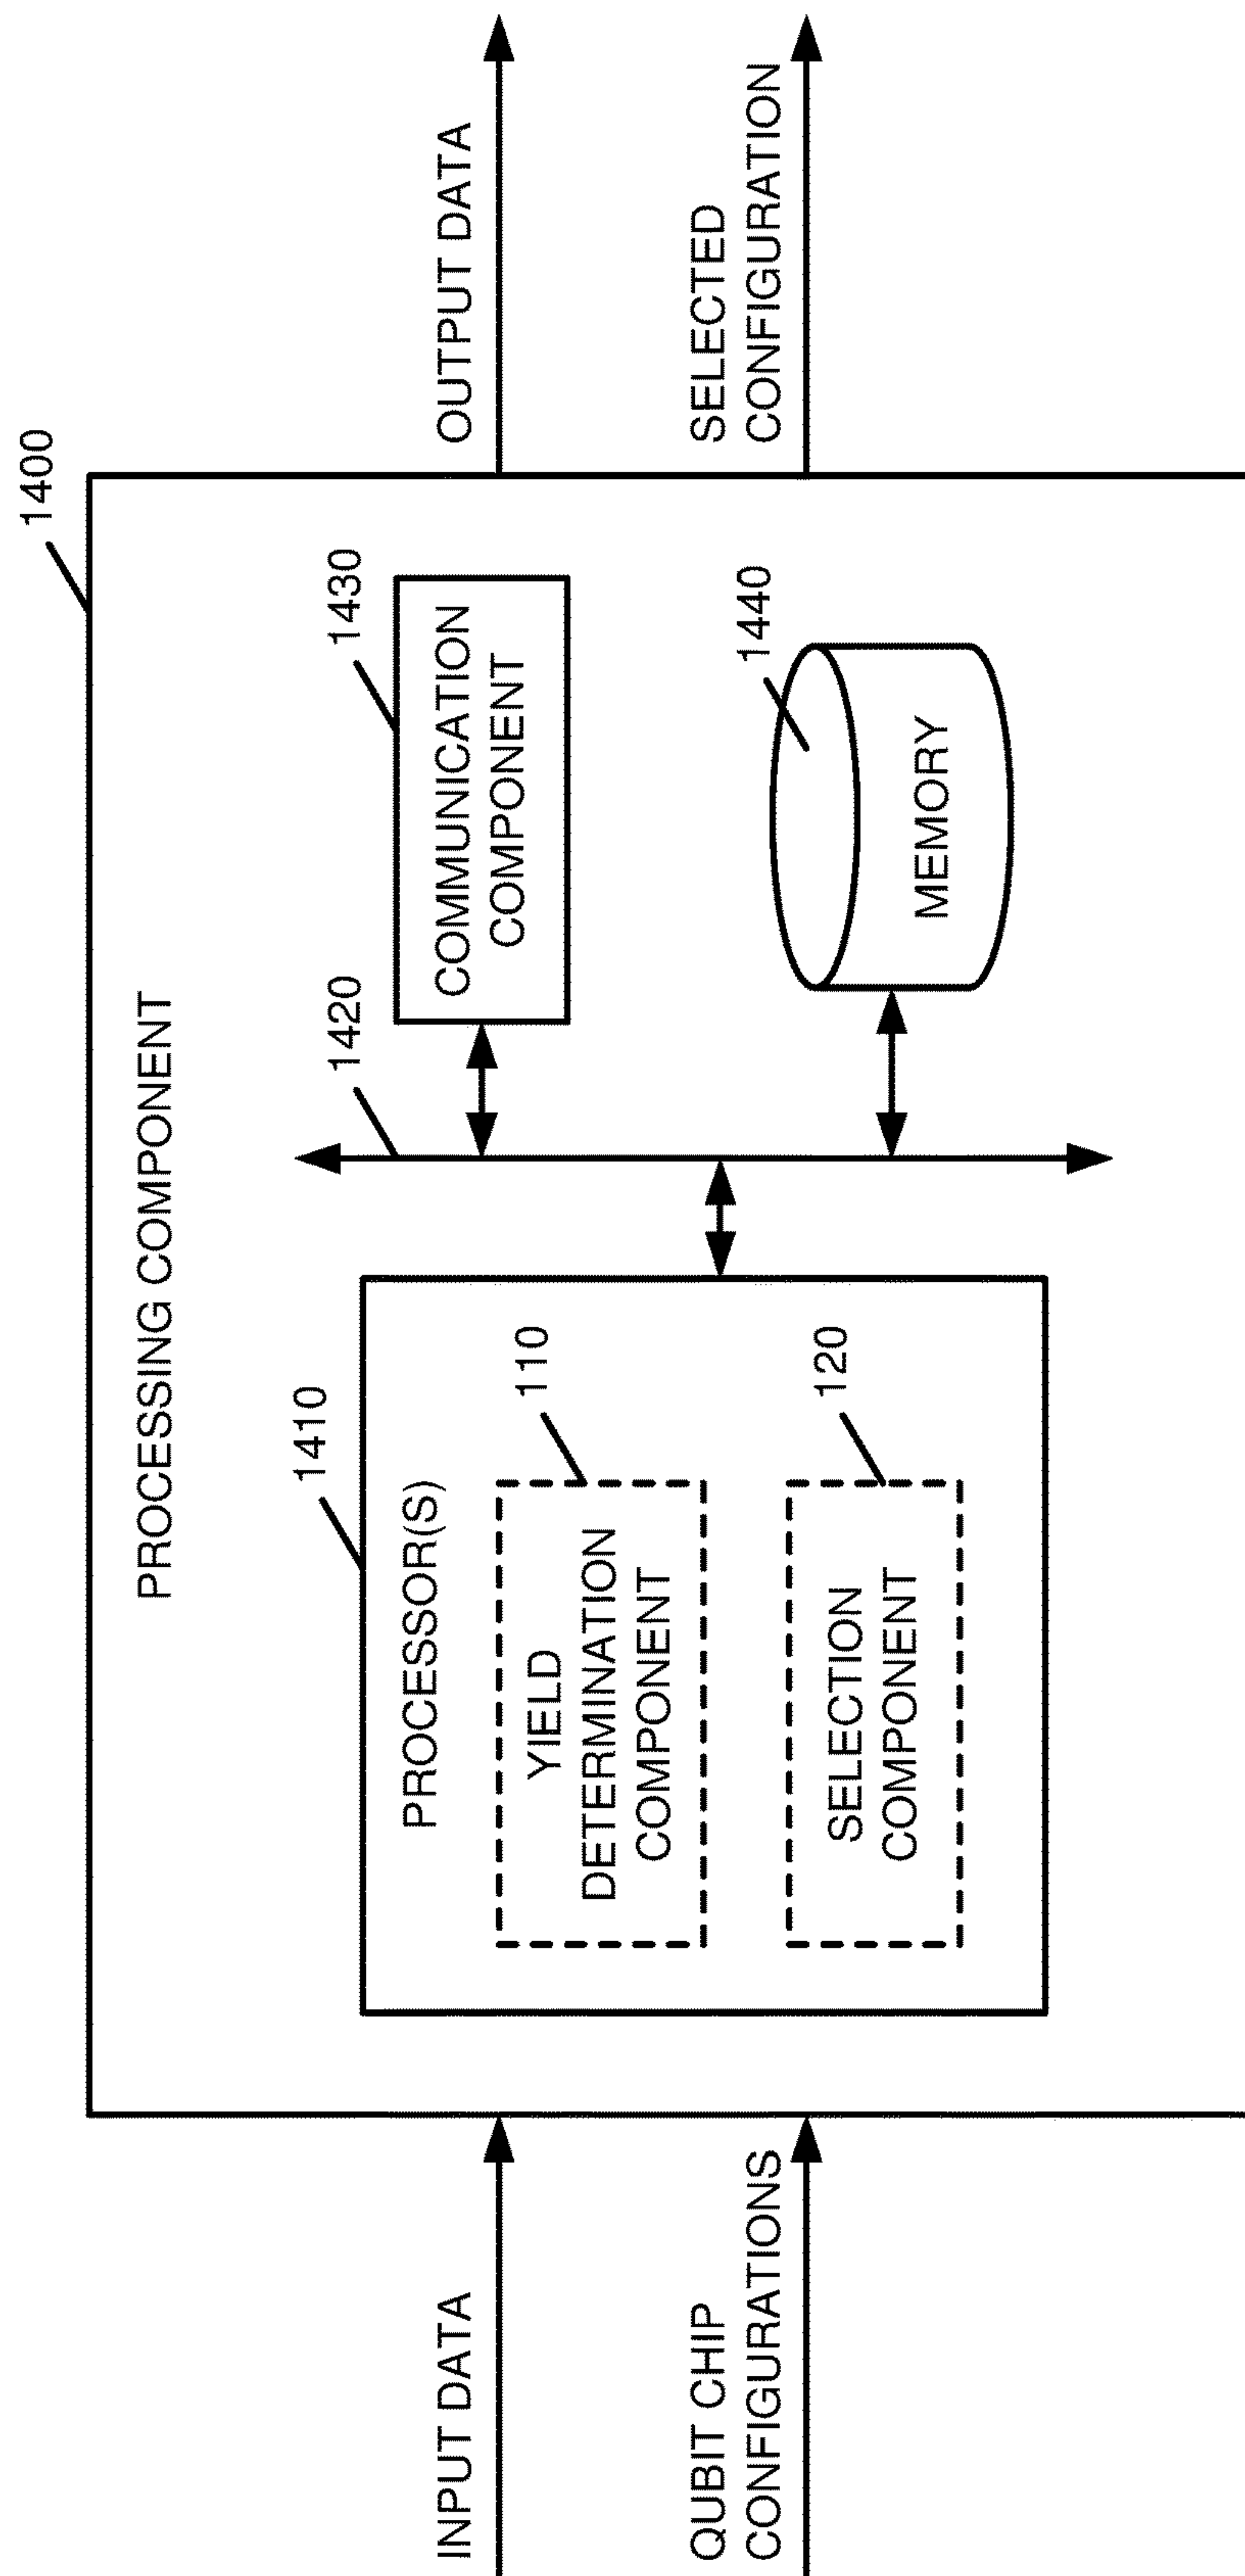 1400
PROCESSING COMPONENT
INPUT DATA
QUBIT CHIP
CONFIGURATIONS
1410
PROCESSOR(S)
110
YIELD
DETERMINATION
COMPONENT
120
SELECTION
COMPONENT
1420
1430
COMMUNICATION
COMPONENT
1440
MEMORY
OUTPUT DATA
SELECTED
CONFIGURATION